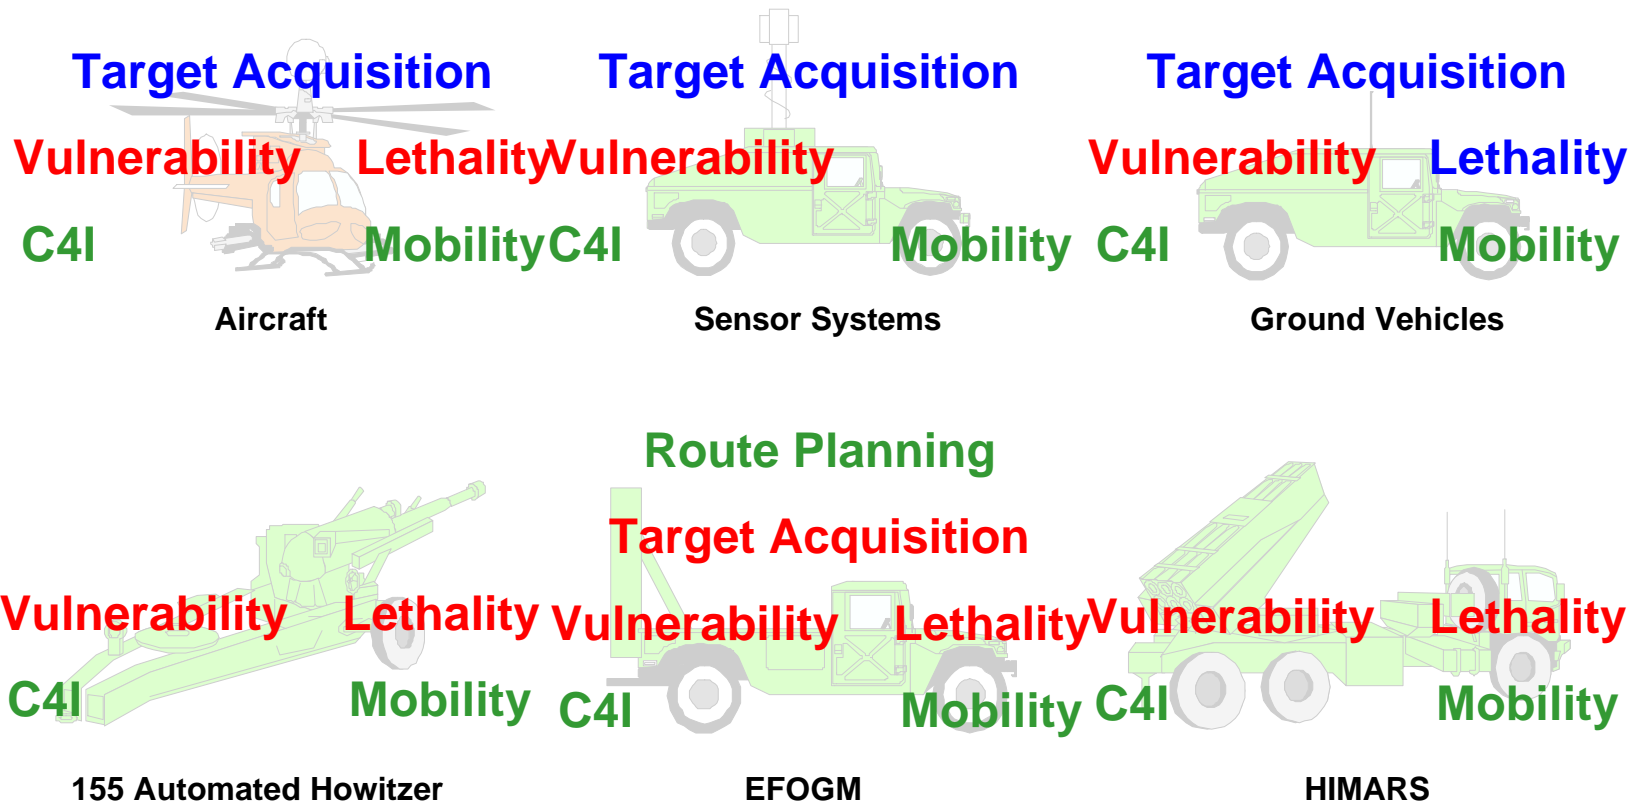 Target Acquisition
Vulnerability Lethality
C4I Mobility
Aircraft
Target Acquisition
Vulnerability
C4I Mobility
Sensor Systems
Target Acquisition
Vulnerability Lethality
C4I Mobility
Ground Vehicles
Vulnerability Lethality
C4I Mobility
155 Automated Howitzer
Route Planning
Target Acquisition
Vulnerability Lethality
C4I Mobility
EFOGM
Vulnerability Lethality
C4I Mobility
HIMARS